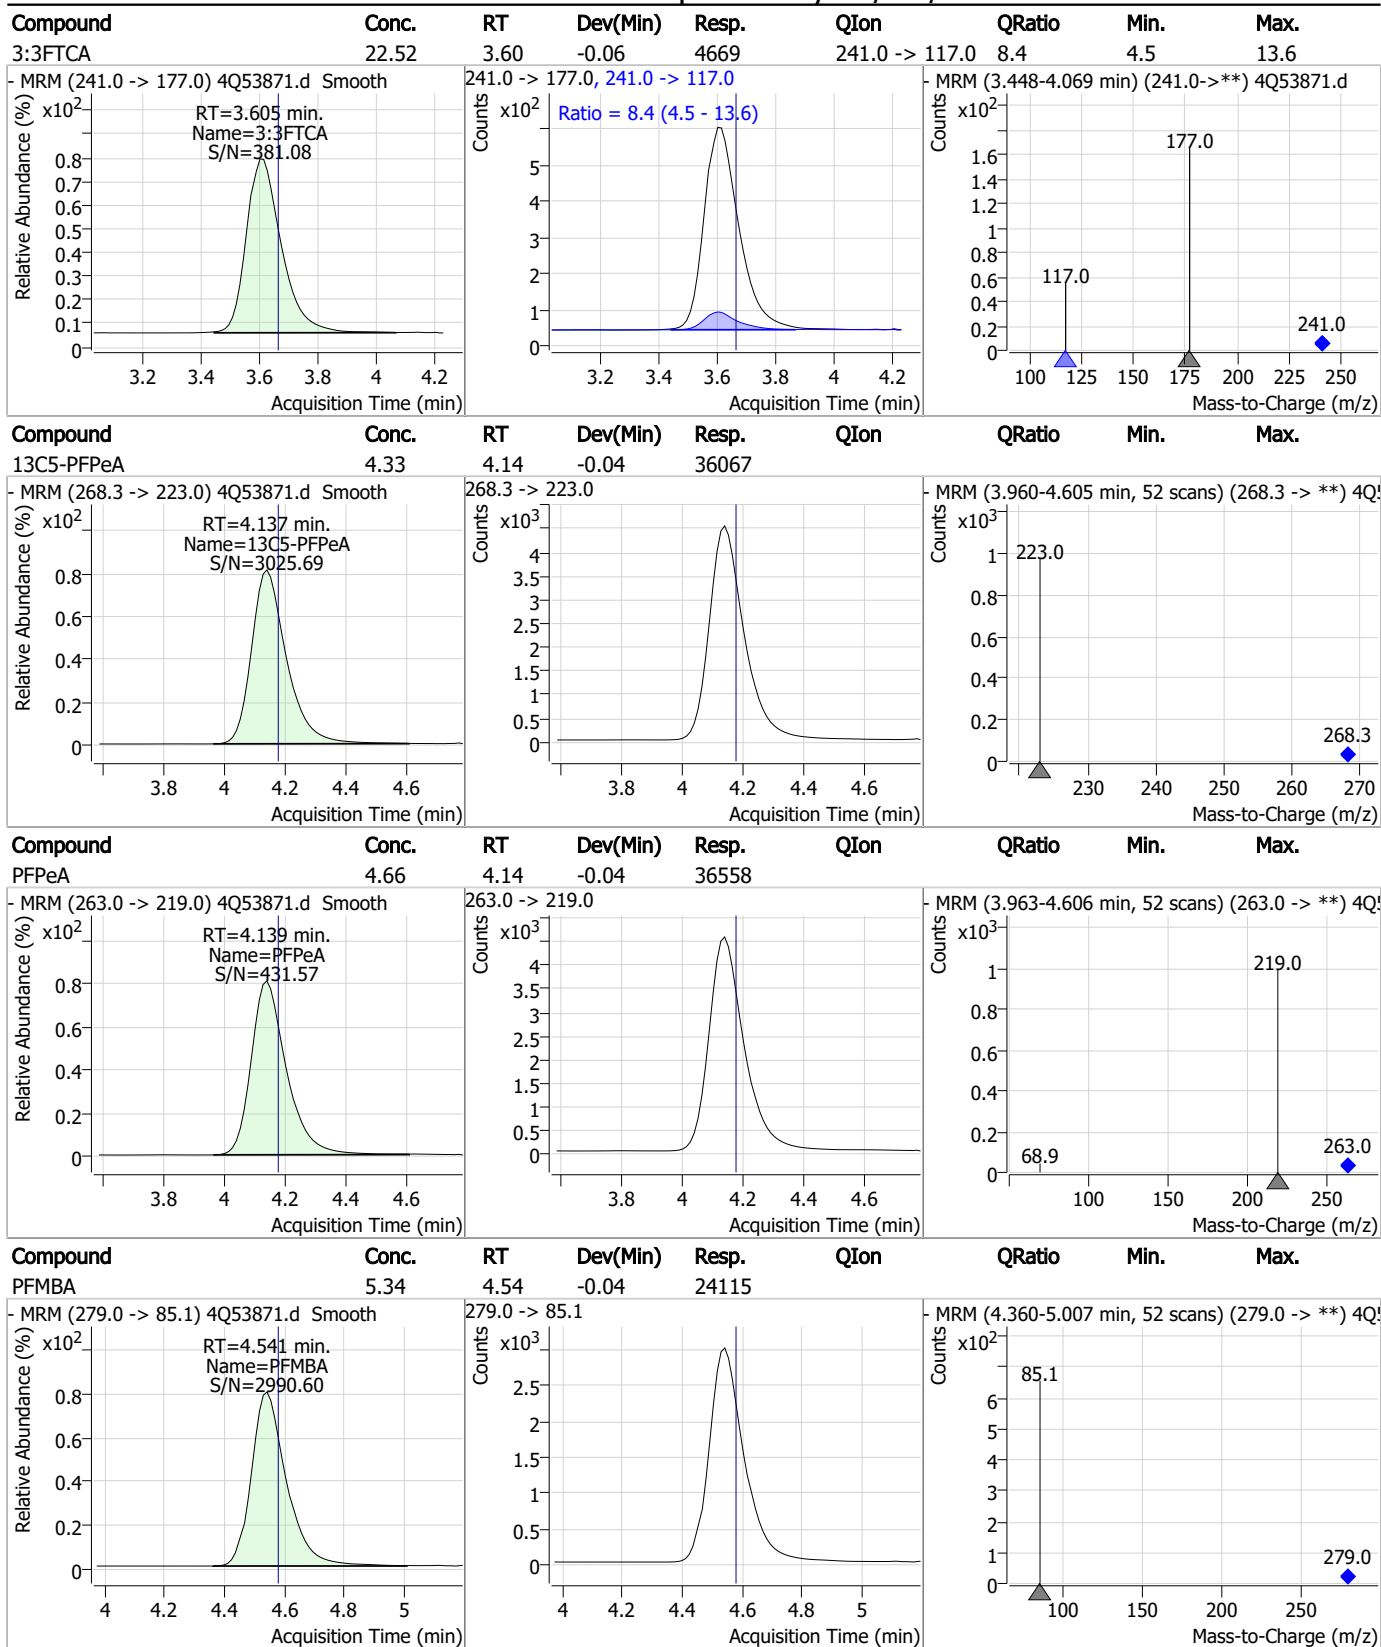 Compound Conc. RT Dev(Min) Resp. QIon QRatio Min. Max.
3:3FTCA 22.52 3.60 -0.06 4669 241.0 -> 117.0 8.4 4.5 13.6
- MRM (241.0 -> 177.0) 4Q53871.d Smooth
Relative Abundance (%)
x10²
RT=3.605 min.
Name=3:3FTCA
S/N=381.08
0.8
0.7
0.6
0.5
0.4
0.3
0.2
0.1
0
3.2 3.4 3.6 3.8 4 4.2
Acquisition Time (min)
241.0 -> 177.0, 241.0 -> 117.0
Counts
x10²
Ratio = 8.4 (4.5 - 13.6)
5
4
3
2
1
0
3.2 3.4 3.6 3.8 4 4.2
Acquisition Time (min)
- MRM (3.448-4.069 min) (241.0->**) 4Q53871.d
Counts
x10²
177.0
1.6
1.4
1.2
1
0.8
0.6
0.4
0.2
0
117.0
241.0
100 125 150 175 200 225 250
Mass-to-Charge (m/z)
Compound Conc. RT Dev(Min) Resp. QIon QRatio Min. Max.
13C5-PFPeA 4.33 4.14 -0.04 36067
- MRM (268.3 -> 223.0) 4Q53871.d Smooth
Relative Abundance (%)
x10²
RT=4.137 min.
Name=13C5-PFPeA
S/N=3025.69
0.8
0.6
0.4
0.2
0
3.8 4 4.2 4.4 4.6
Acquisition Time (min)
268.3 -> 223.0
Counts
x10³
4
3.5
3
2.5
2
1.5
1
0.5
0
3.8 4 4.2 4.4 4.6
Acquisition Time (min)
- MRM (3.960-4.605 min, 52 scans) (268.3 -> **) 4Q5
Counts
x10³
223.0
1
0.8
0.6
0.4
0.2
0
268.3
230 240 250 260 270
Mass-to-Charge (m/z)
Compound Conc. RT Dev(Min) Resp. QIon QRatio Min. Max.
PFPeA 4.66 4.14 -0.04 36558
- MRM (263.0 -> 219.0) 4Q53871.d Smooth
Relative Abundance (%)
x10²
RT=4.139 min.
Name=PFPeA
S/N=431.57
0.8
0.6
0.4
0.2
0
3.8 4 4.2 4.4 4.6
Acquisition Time (min)
263.0 -> 219.0
Counts
x10³
4
3.5
3
2.5
2
1.5
1
0.5
0
3.8 4 4.2 4.4 4.6
Acquisition Time (min)
- MRM (3.963-4.606 min, 52 scans) (263.0 -> **) 4Q5
Counts
x10³
219.0
1
0.8
0.6
0.4
0.2
0
68.9
263.0
100 150 200 250
Mass-to-Charge (m/z)
Compound Conc. RT Dev(Min) Resp. QIon QRatio Min. Max.
PFMBA 5.34 4.54 -0.04 24115
- MRM (279.0 -> 85.1) 4Q53871.d Smooth
Relative Abundance (%)
x10²
RT=4.541 min.
Name=PFMBA
S/N=2990.60
0.8
0.6
0.4
0.2
0
4 4.2 4.4 4.6 4.8 5
Acquisition Time (min)
279.0 -> 85.1
Counts
x10³
2.5
2
1.5
1
0.5
0
4 4.2 4.4 4.6 4.8 5
Acquisition Time (min)
- MRM (4.360-5.007 min, 52 scans) (279.0 -> **) 4Q5
Counts
x10²
85.1
6
5
4
3
2
1
0
279.0
100 150 200 250
Mass-to-Charge (m/z)